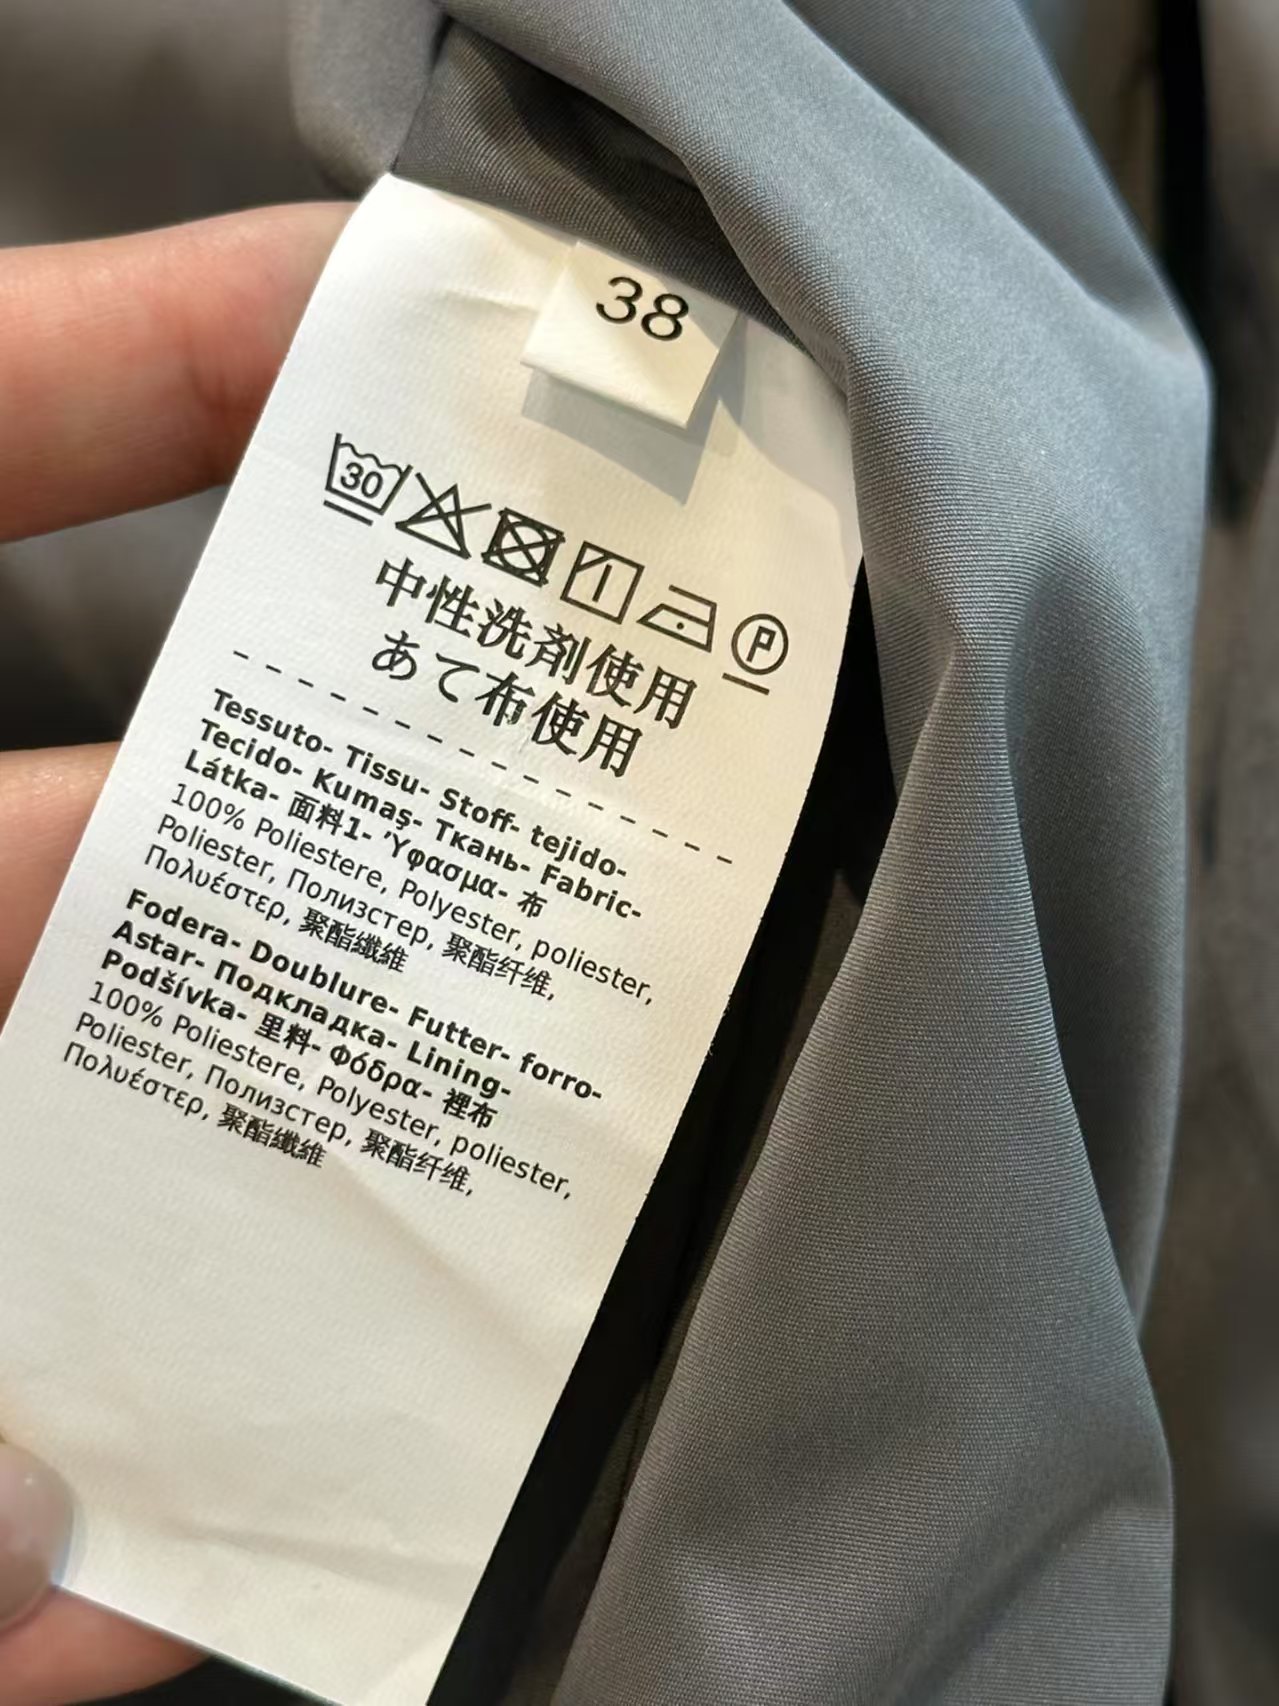 38
30
P
中性洗剤使用
あて布使用
Tessuto- Tissu- Stoff- tejido-
Tecido- Kumaş- Ткань- Fabric-
Látka- 面料1- Ύφασμα- 布
100% Poliestere, Polyester, poliester,
Poliester, Полизстер, 聚酯纤维,
Πολυέστερ, 聚酯纖維
Fodera- Doublure- Futter- forro-
Astar- Подкладка- Lining-
Podšívka- 里料- Φόδρα- 裡布
100% Poliestere, Polyester, poliester,
Poliester, Полизстер, 聚酯纤维,
Πολυέστερ, 聚酯纖維